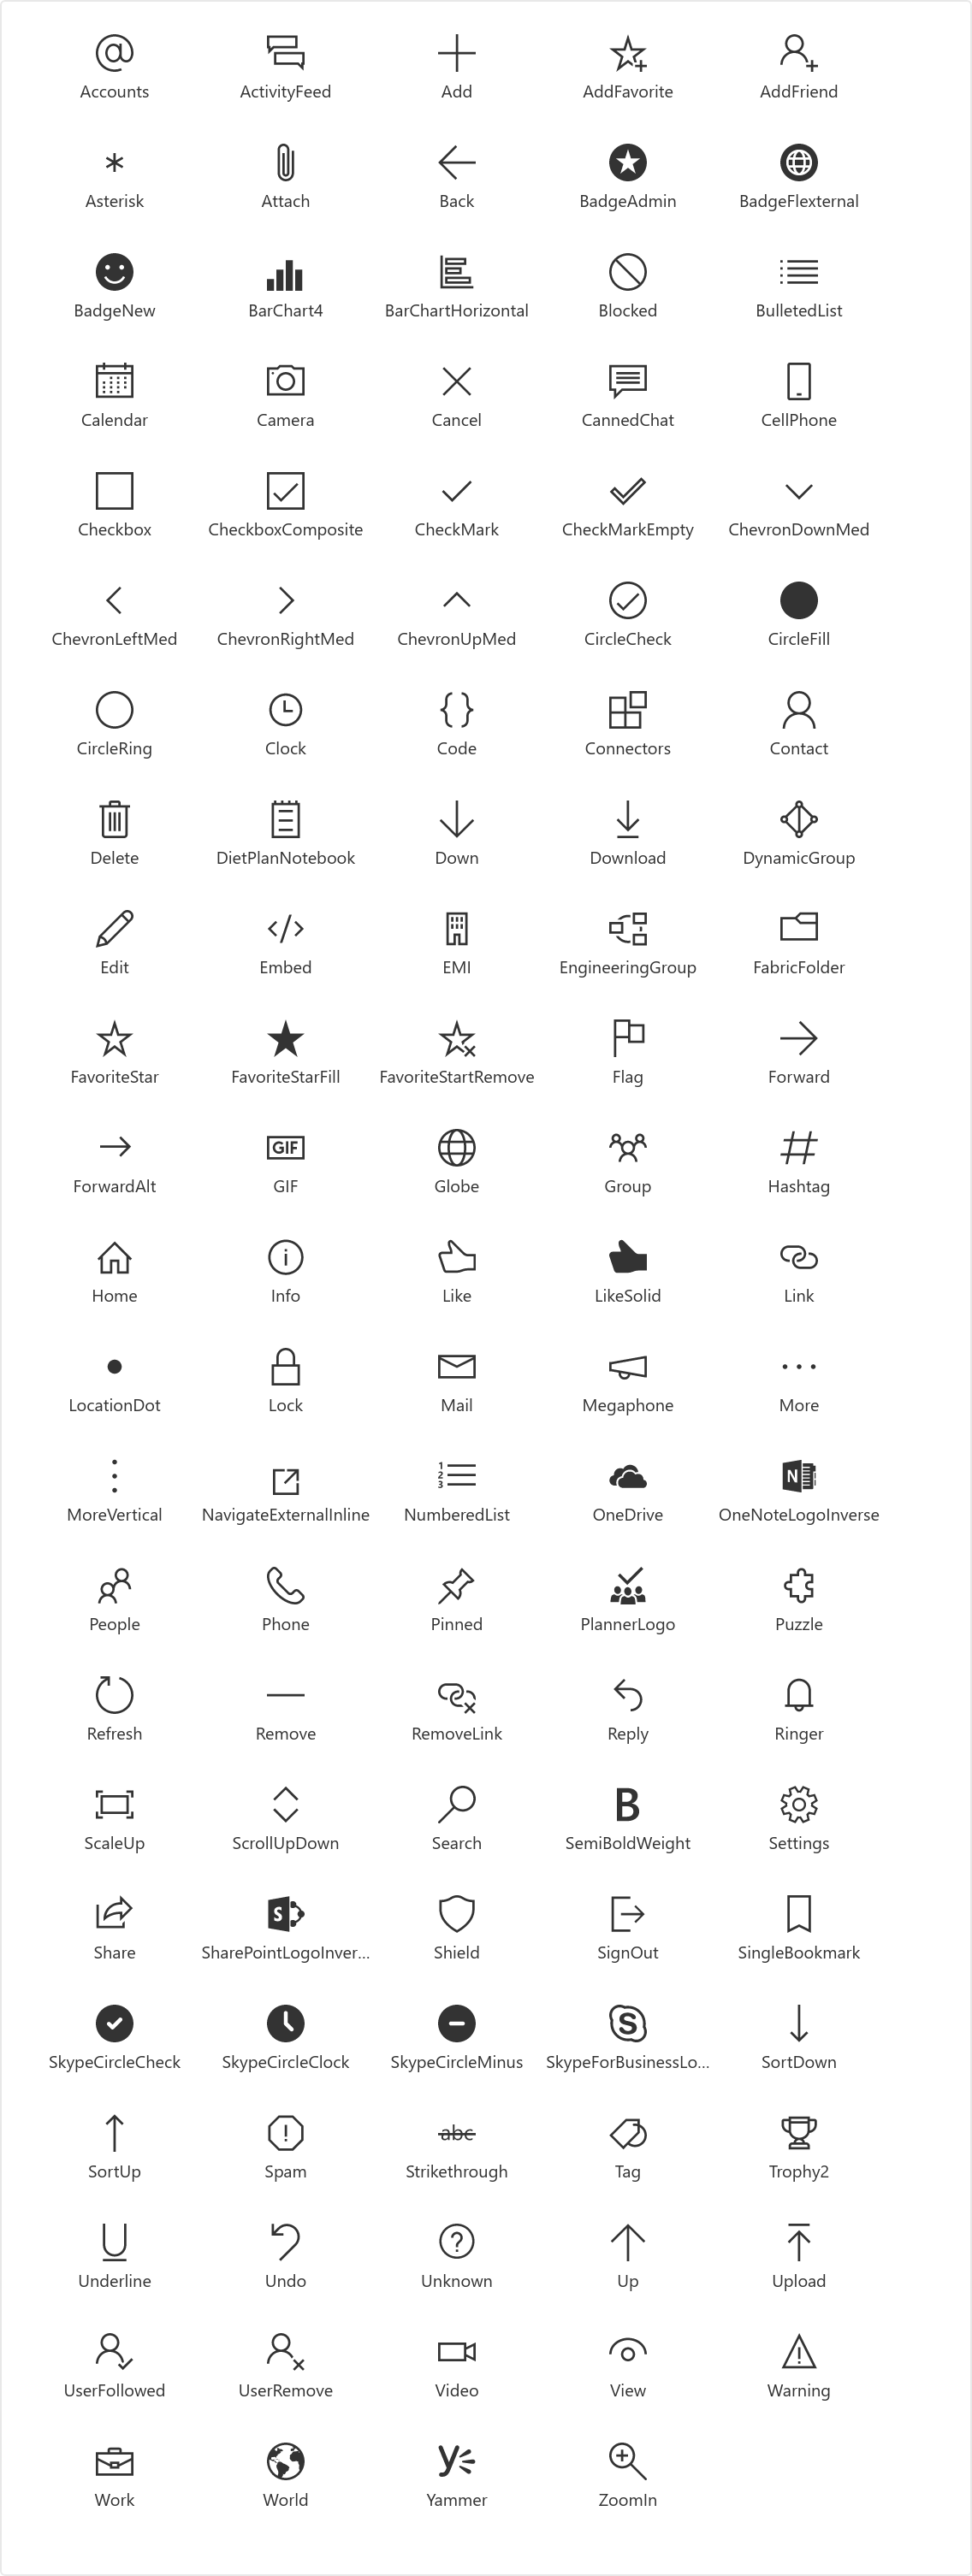 Accounts ActivityFeed Add AddFavorite AddFriend
Asterisk Attach Back BadgeAdmin BadgeFlexternal
BadgeNew BarChart4 BarChartHorizontal Blocked BulletedList
Calendar Camera Cancel CannedChat CellPhone
Checkbox CheckboxComposite CheckMark CheckMarkEmpty ChevronDownMed
ChevronLeftMed ChevronRightMed ChevronUpMed CircleCheck CircleFill
CircleRing Clock Code Connectors Contact
Delete DietPlanNotebook Down Download DynamicGroup
Edit Embed EMI EngineeringGroup FabricFolder
FavoriteStar FavoriteStarFill FavoriteStartRemove Flag Forward
GIF
ForwardAlt GIF Globe Group Hashtag
Home Info Like LikeSolid Link
LocationDot Lock Mail Megaphone More
1
2
3
N
MoreVertical NavigateExternalInline NumberedList OneDrive OneNoteLogoInverse
People Phone Pinned PlannerLogo Puzzle
Refresh Remove RemoveLink Reply Ringer
B
ScaleUp ScrollUpDown Search SemiBoldWeight Settings
S
Share SharePointLogoInver... Shield SignOut SingleBookmark
S
SkypeCircleCheck SkypeCircleClock SkypeCircleMinus SkypeForBusinessLo... SortDown
abc
SortUp Spam Strikethrough Tag Trophy2
U ?
Underline Undo Unknown Up Upload
UserFollowed UserRemove Video View Warning
Work World Yammer ZoomIn